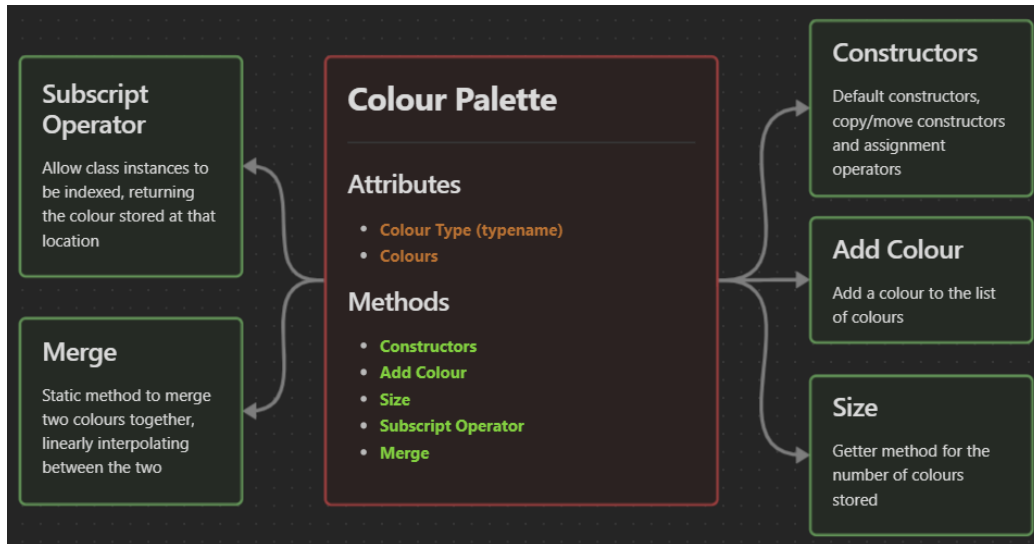 Subscript
Operator
Allow class instances to
be indexed, returning
the colour stored at that
location
Merge
Static method to merge
two colours together,
linearly interpolating
between the two
Colour Palette
Attributes
Colour Type (typename)
Colours
Methods
Constructors
Add Colour
Size
Subscript Operator
Merge
Constructors
Default constructors,
copy/move constructors
and assignment
operators
Add Colour
Add a colour to the list
of colours
Size
Getter method for the
number of colours
stored